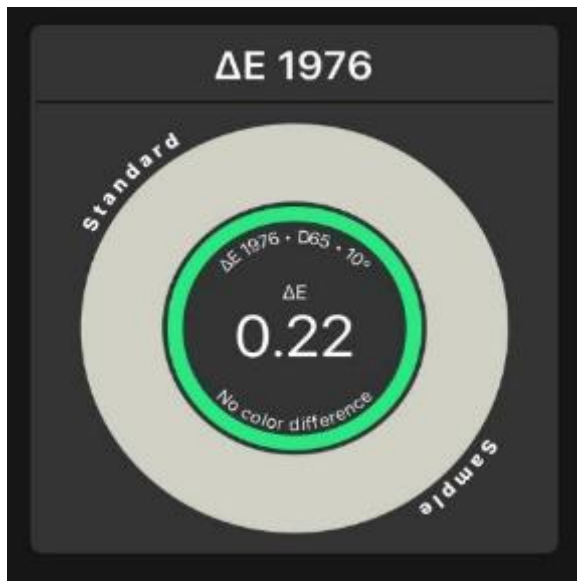 ΔE 1976
Standard
ΔE 1976 • D65 • 10°
ΔE
0.22
No color difference
Sample